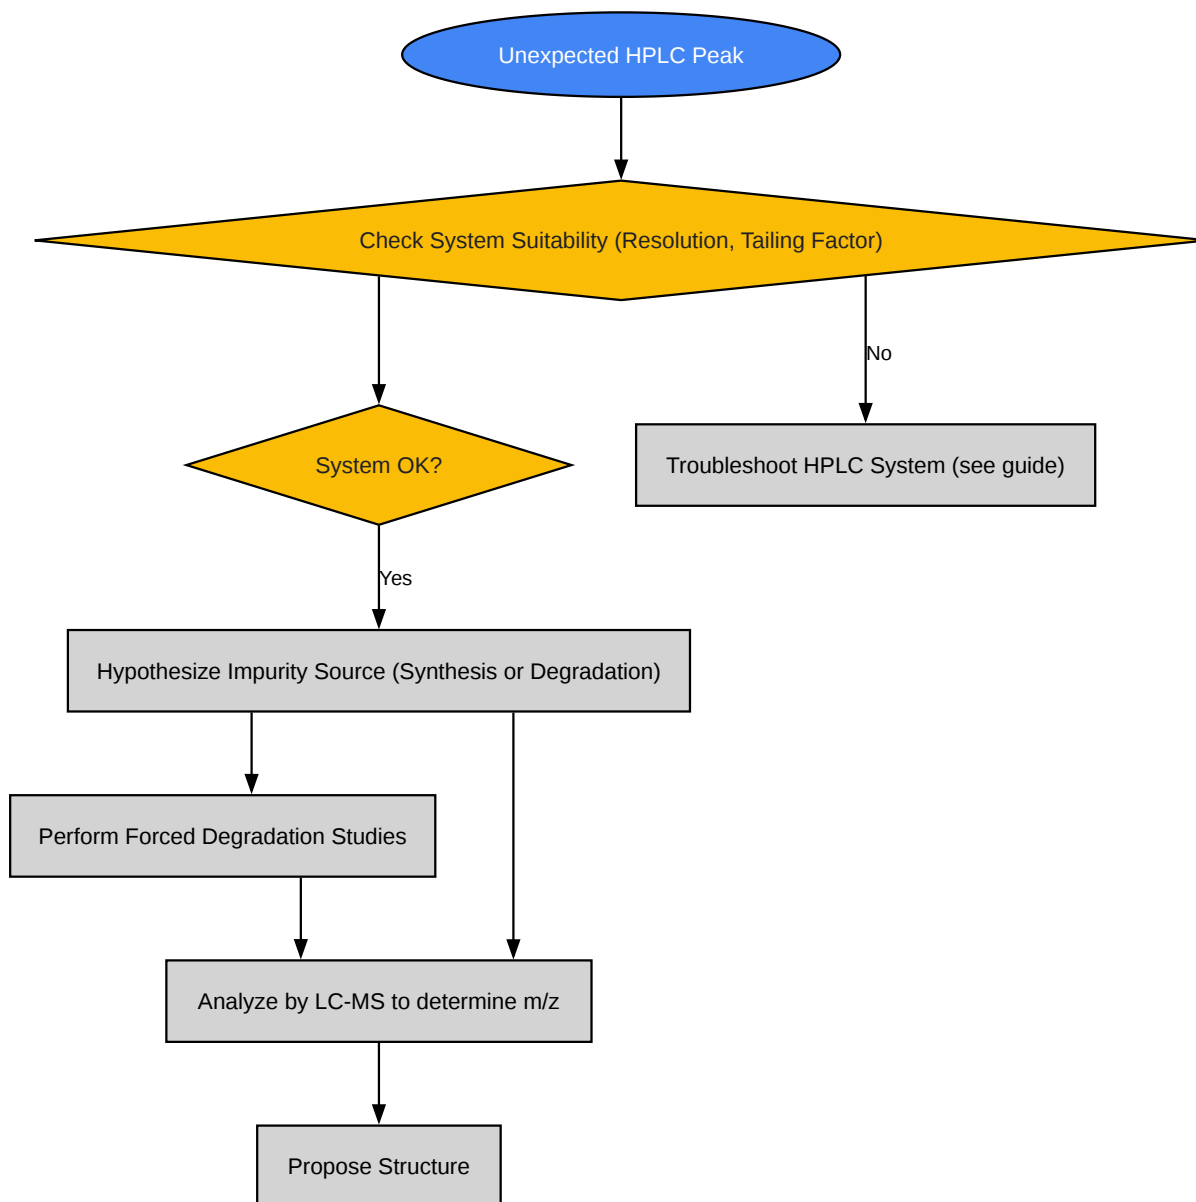 Unexpected HPLC Peak
Check System Suitability (Resolution, Tailing Factor)
No
Troubleshoot HPLC System (see guide)
System OK?
Yes
Hypothesize Impurity Source (Synthesis or Degradation)
Perform Forced Degradation Studies
Analyze by LC-MS to determine m/z
Propose Structure